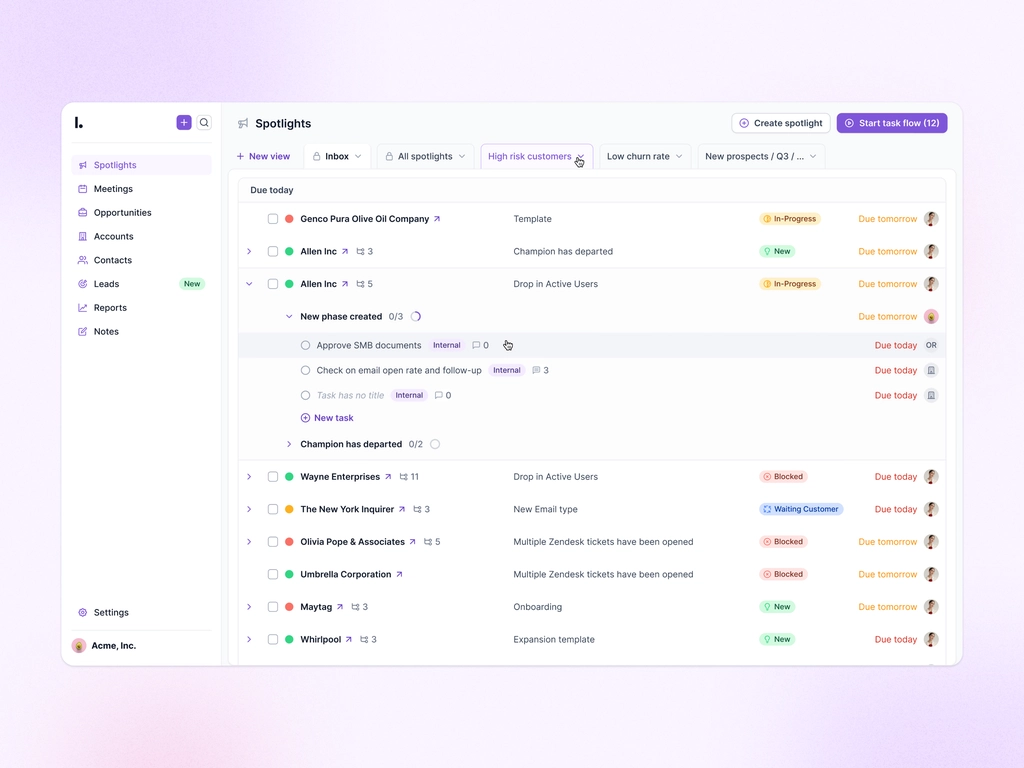 I.
Spotlights
Meetings
Opportunities
Accounts
Contacts
Leads New
Reports
Notes
Settings
Acme, Inc.
Spotlights
Create spotlight
Start task flow (12)
New view
Inbox
All spotlights
High risk customers
Low churn rate
New prospects / Q3 / ...
Due today
Genco Pura Olive Oil Company Template In-Progress Due tomorrow
Allen Inc 3 Champion has departed New Due tomorrow
Allen Inc 5 Drop in Active Users In-Progress Due tomorrow
New phase created 0/3 Due tomorrow
Approve SMB documents Internal 0 Due today OR
Check on email open rate and follow-up Internal 3 Due today
Task has no title Internal 0 Due today
New task
Champion has departed 0/2
Wayne Enterprises 11 Drop in Active Users Blocked Due today
The New York Inquirer 3 New Email type Waiting Customer Due today
Olivia Pope & Associates 5 Multiple Zendesk tickets have been opened Blocked Due tomorrow
Umbrella Corporation Multiple Zendesk tickets have been opened Blocked Due tomorrow
Maytag 3 Onboarding New Due tomorrow
Whirlpool 3 Expansion template New Due today